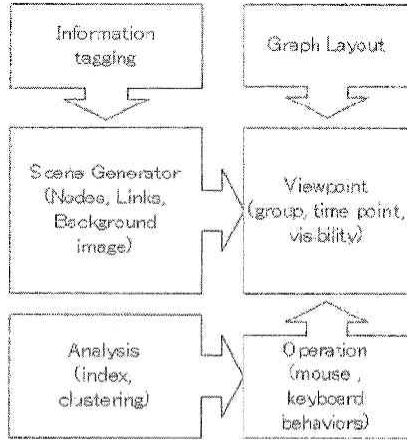 Information
tagging
Graph Layout
Scene Generator
(Nodes, Links,
Background
image)
Viewpoint
(group, time point,
visibility)
Analysis
(index,
clustering)
Operation
(mouse ,
keyboard
behaviors)